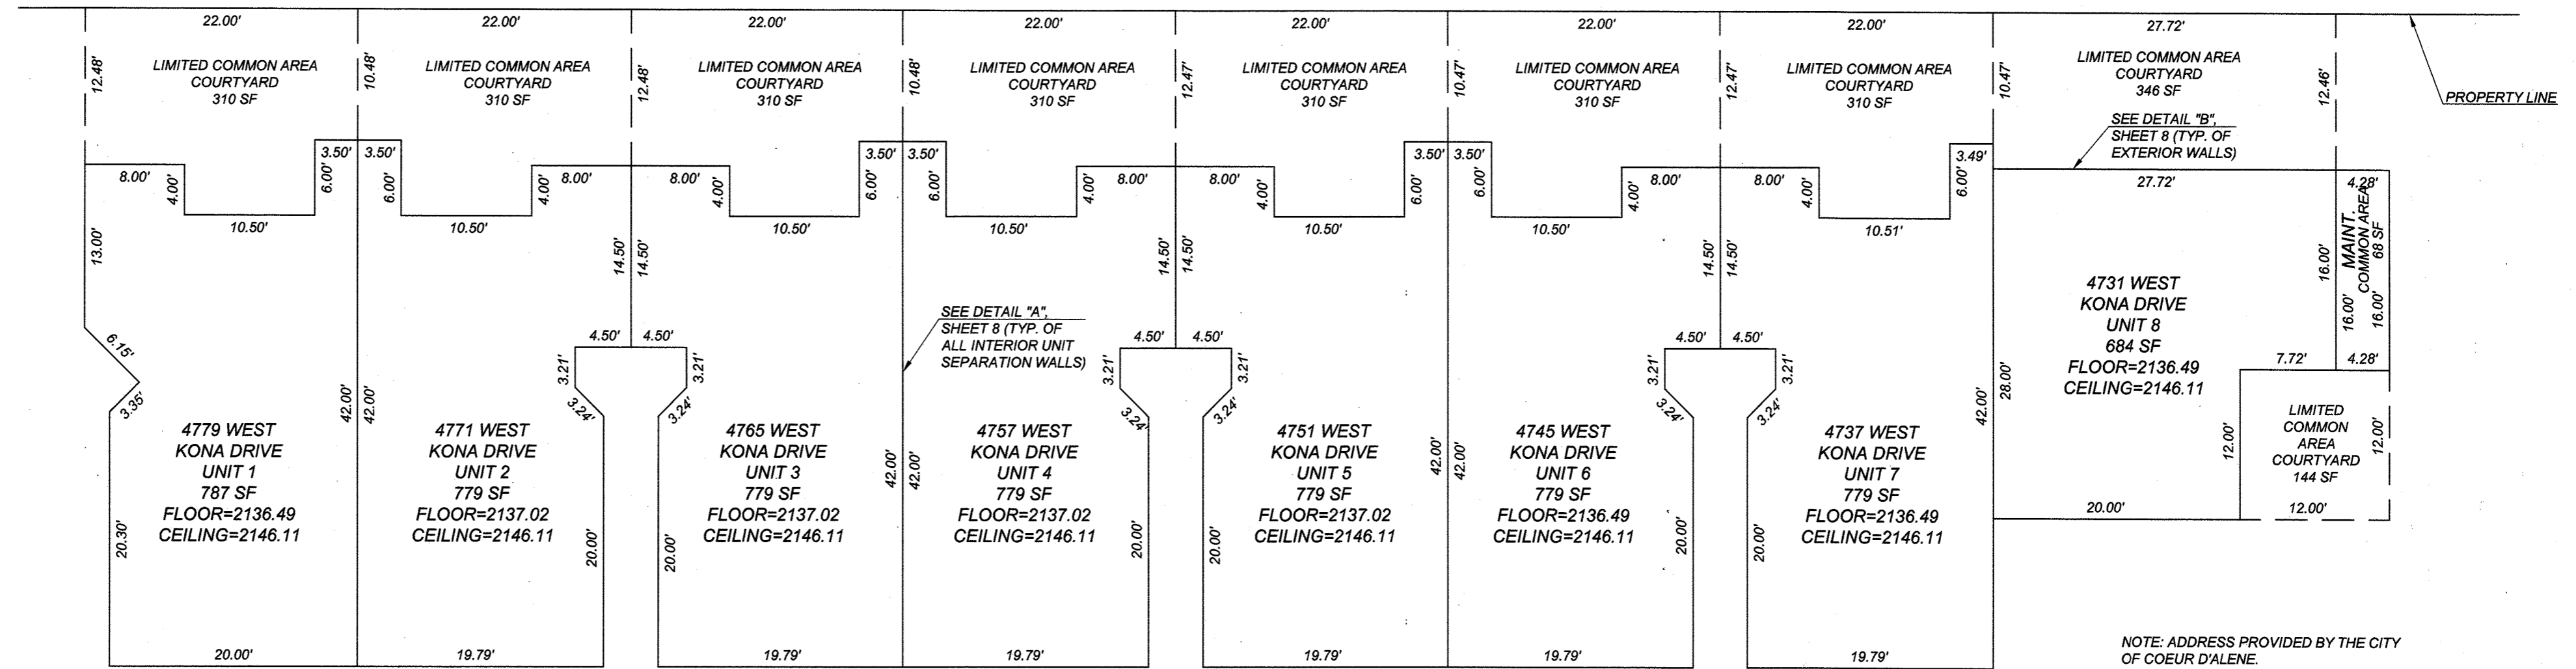 22.00'
22.00'
22.00'
22.00'
22.00'
22.00'
22.00'
27.72'
12.48'
LIMITED COMMON AREA
COURTYARD
310 SF
10.48'
LIMITED COMMON AREA
COURTYARD
310 SF
12.48'
LIMITED COMMON AREA
COURTYARD
310 SF
10.48'
LIMITED COMMON AREA
COURTYARD
310 SF
12.47'
LIMITED COMMON AREA
COURTYARD
310 SF
10.47'
LIMITED COMMON AREA
COURTYARD
310 SF
12.47'
LIMITED COMMON AREA
COURTYARD
310 SF
10.47'
LIMITED COMMON AREA
COURTYARD
346 SF
12.46'
PROPERTY LINE
SEE DETAIL "B",
SHEET 8 (TYP. OF
EXTERIOR WALLS)
8.00'
4.00'
10.50'
6.00'
3.50'
3.50'
6.00'
10.50'
4.00'
8.00'
8.00'
4.00'
10.50'
6.00'
3.50'
3.50'
6.00'
10.50'
4.00'
8.00'
8.00'
4.00'
10.50'
6.00'
3.50'
3.50'
6.00'
10.50'
4.00'
8.00'
8.00'
4.00'
10.51'
6.00'
3.49'
27.72'
4.28'
13.00'
6.15'
3.35'
20.30'
4779 WEST
KONA DRIVE
UNIT 1
787 SF
FLOOR=2136.49
CEILING=2146.11
20.00'
42.00'
42.00'
4771 WEST
KONA DRIVE
UNIT 2
779 SF
FLOOR=2137.02
CEILING=2146.11
19.79'
14.50'
14.50'
4.50'
4.50'
3.21'
3.21'
3.24'
3.24'
20.00'
20.00'
4765 WEST
KONA DRIVE
UNIT 3
779 SF
FLOOR=2137.02
CEILING=2146.11
19.79'
42.00'
42.00'
SEE DETAIL "A",
SHEET 8 (TYP. OF
ALL INTERIOR UNIT
SEPARATION WALLS)
4757 WEST
KONA DRIVE
UNIT 4
779 SF
FLOOR=2137.02
CEILING=2146.11
19.79'
14.50'
14.50'
4.50'
4.50'
3.21'
3.21'
3.24'
3.24'
20.00'
20.00'
4751 WEST
KONA DRIVE
UNIT 5
779 SF
FLOOR=2137.02
CEILING=2146.11
19.79'
42.00'
42.00'
4745 WEST
KONA DRIVE
UNIT 6
779 SF
FLOOR=2136.49
CEILING=2146.11
19.79'
14.50'
14.50'
4.50'
4.50'
3.21'
3.21'
3.24'
3.24'
20.00'
20.00'
4737 WEST
KONA DRIVE
UNIT 7
779 SF
FLOOR=2136.49
CEILING=2146.11
19.79'
42.00'
28.00'
4731 WEST
KONA DRIVE
UNIT 8
684 SF
FLOOR=2136.49
CEILING=2146.11
16.00'
MAINT.
COMMON AREA
68 SF
16.00'
16.00'
7.72'
4.28'
12.00'
LIMITED
COMMON
AREA
COURTYARD
144 SF
12.00'
20.00'
12.00'
NOTE: ADDRESS PROVIDED BY THE CITY
OF COEUR D'ALENE.